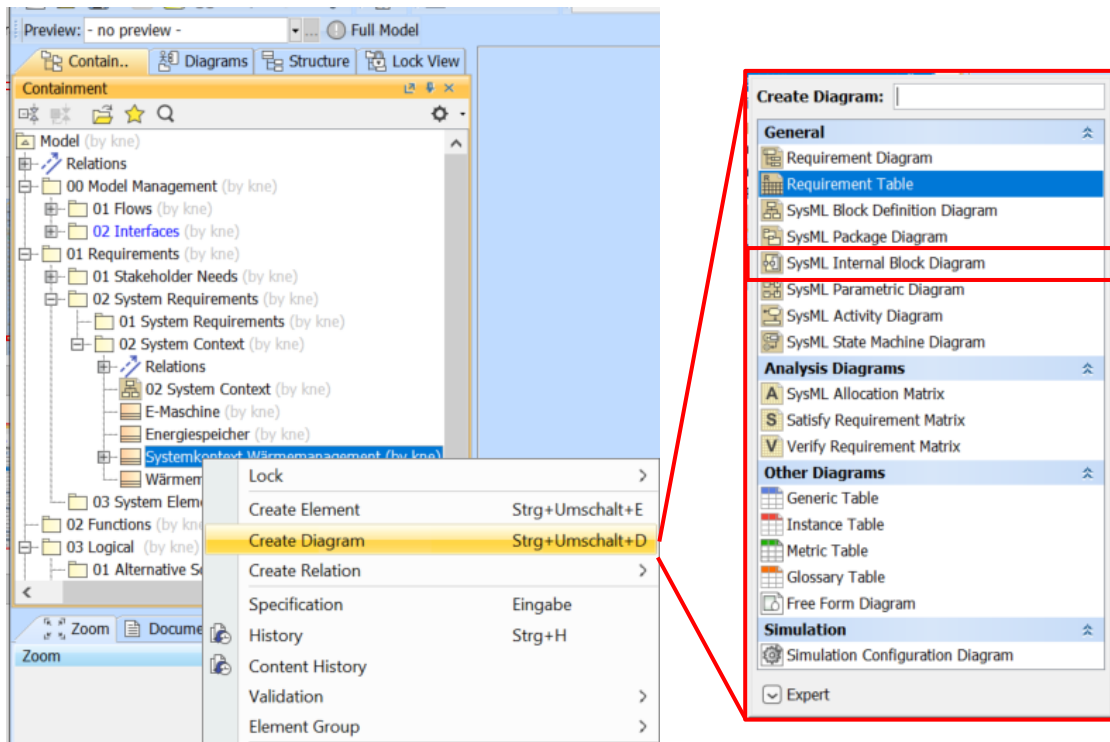 Preview: - no preview - ... Full Model
Contain.. Diagrams Structure Lock View
Containment
Model (by kne)
Relations
00 Model Management (by kne)
01 Flows (by kne)
02 Interfaces (by kne)
01 Requirements (by kne)
01 Stakeholder Needs (by kne)
02 System Requirements (by kne)
01 System Requirements (by kne)
02 System Context (by kne)
Relations
02 System Context (by kne)
E-Maschine (by kne)
Energiespeicher (by kne)
Systemkontext Wärmemanagement (by kne)
Wärmem
03 System Eleme
02 Functions (by kne
03 Logical (by kne)
01 Alternative So
Zoom Docume
Zoom
Lock
Create Element Strg+Umschalt+E
Create Diagram Strg+Umschalt+D
Create Relation
Specification Eingabe
History Strg+H
Content History
Validation
Element Group
Create Diagram:
General
Requirement Diagram
Requirement Table
SysML Block Definition Diagram
SysML Package Diagram
SysML Internal Block Diagram
SysML Parametric Diagram
SysML Activity Diagram
SysML State Machine Diagram
Analysis Diagrams
A SysML Allocation Matrix
S Satisfy Requirement Matrix
V Verify Requirement Matrix
Other Diagrams
Generic Table
Instance Table
Metric Table
Glossary Table
Free Form Diagram
Simulation
Simulation Configuration Diagram
Expert